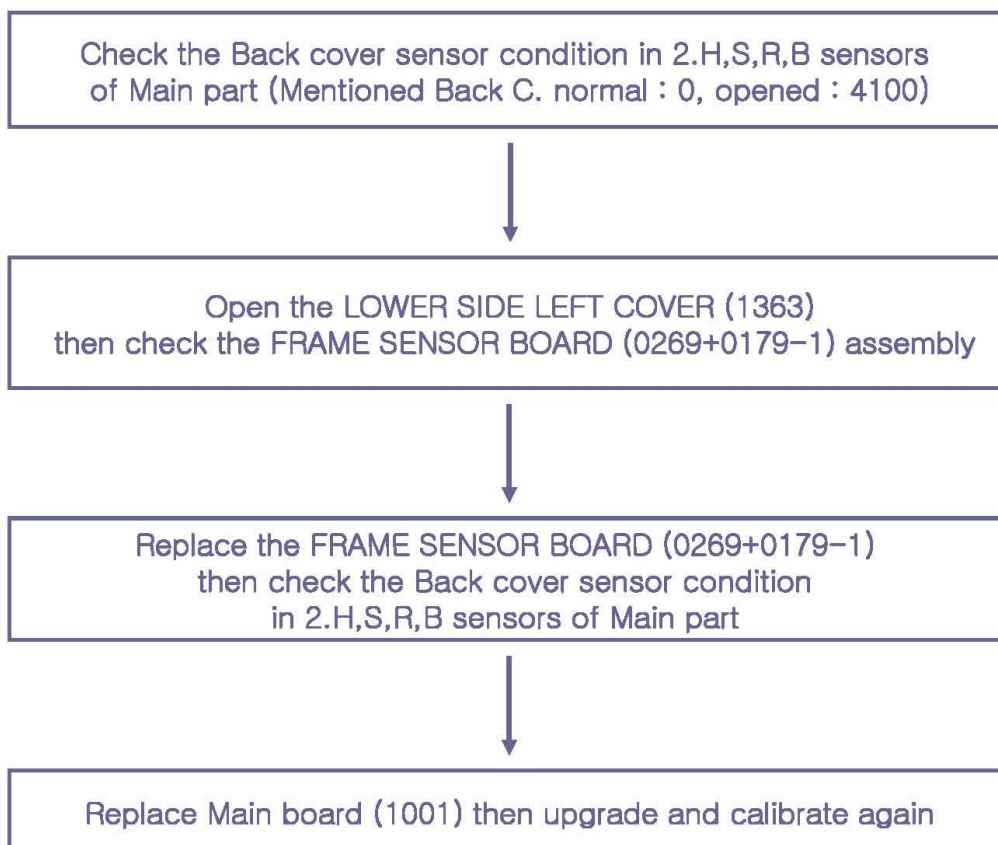 Check the Back cover sensor condition in 2.H,S,R,B sensors
of Main part (Mentioned Back C. normal : 0, opened : 4100)
Open the LOWER SIDE LEFT COVER (1363)
then check the FRAME SENSOR BOARD (0269+0179-1) assembly
Replace the FRAME SENSOR BOARD (0269+0179-1)
then check the Back cover sensor condition
in 2.H,S,R,B sensors of Main part
Replace Main board (1001) then upgrade and calibrate again